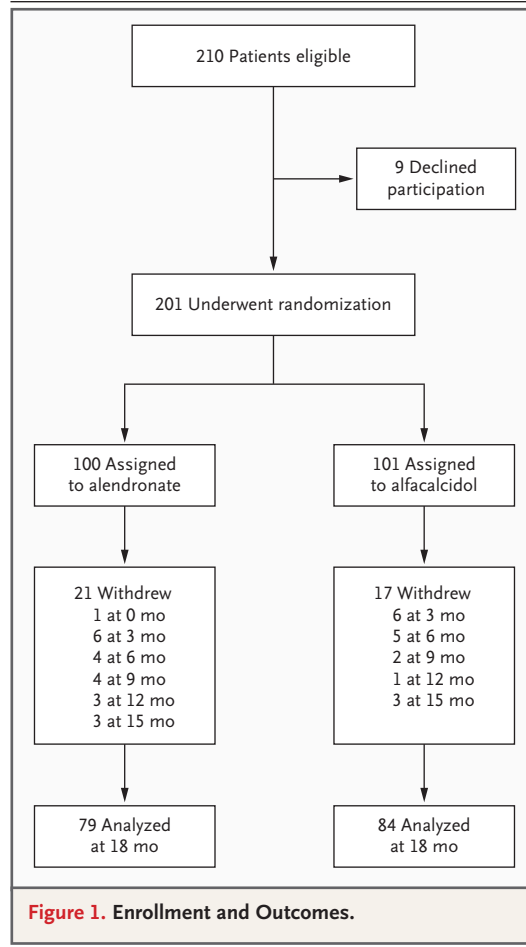 210 Patients eligible
9 Declined
participation
201 Underwent randomization
100 Assigned
to alendronate
101 Assigned
to alfacalcidol
21 Withdrew
1 at 0 mo
6 at 3 mo
4 at 6 mo
4 at 9 mo
3 at 12 mo
3 at 15 mo
17 Withdrew
6 at 3 mo
5 at 6 mo
2 at 9 mo
1 at 12 mo
3 at 15 mo
79 Analyzed
at 18 mo
84 Analyzed
at 18 mo
Figure 1. Enrollment and Outcomes.